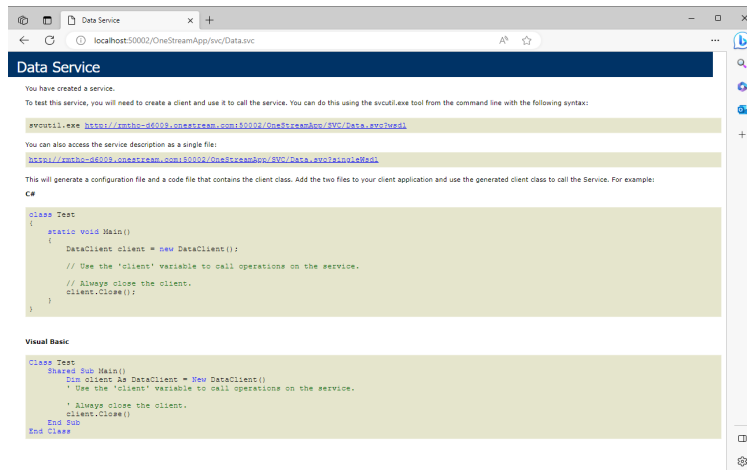 Data Service
localhost:50002/OneStreamApp/svc/Data.svc
Data Service
You have created a service.
To test this service, you will need to create a client and use it to call the service. You can do this using the svcutil.exe tool from the command line with the following syntax:
svcutil.exe http://rmthc-d6009.onestream.com:50002/OneStreamApp/SVC/Data.svc?wsdl
You can also access the service description as a single file:
http://rmthc-d6009.onestream.com:50002/OneStreamApp/SVC/Data.svc?singleWsdl
This will generate a configuration file and a code file that contains the client class. Add the two files to your client application and use the generated client class to call the Service. For example:
C#
class Test
{
static void Main()
{
DataClient client = new DataClient();
// Use the 'client' variable to call operations on the service.
// Always close the client.
client.Close();
}
}
Visual Basic
Class Test
Shared Sub Main()
Dim client As DataClient = New DataClient()
' Use the 'client' variable to call operations on the service.
' Always close the client.
client.Close()
End Sub
End Class